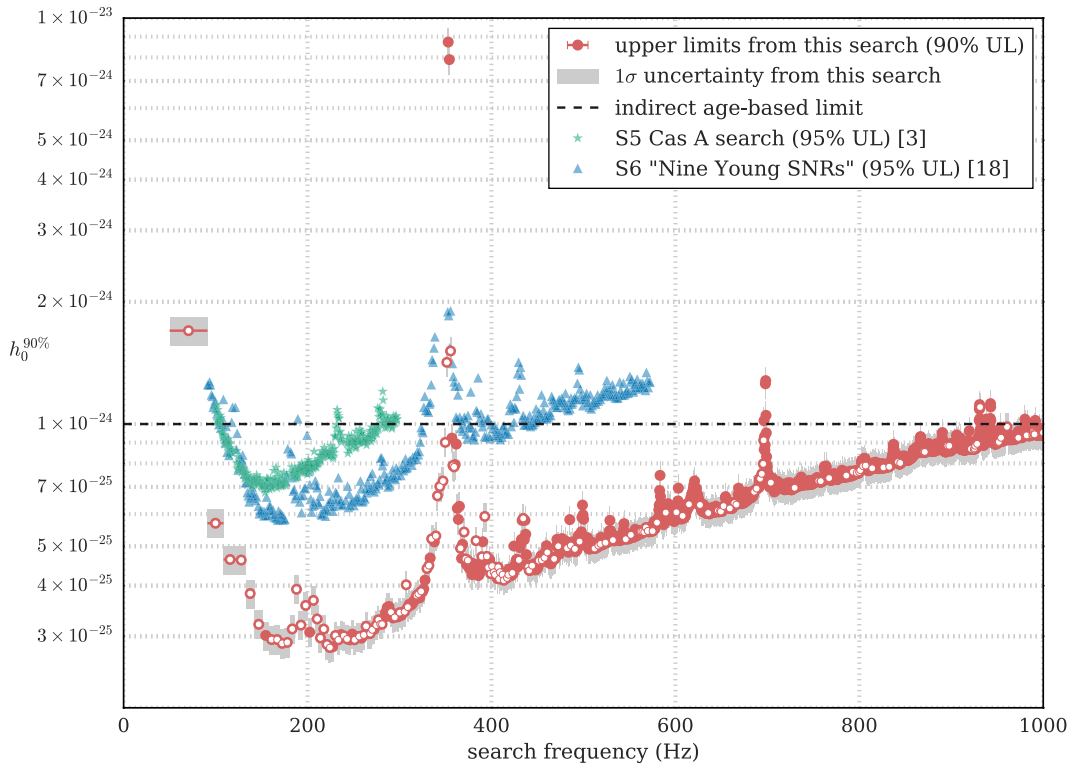 1 × 10⁻²³
7 × 10⁻²⁴
5 × 10⁻²⁴
4 × 10⁻²⁴
3 × 10⁻²⁴
2 × 10⁻²⁴
h₀⁹⁰%
1 × 10⁻²⁴
7 × 10⁻²⁵
5 × 10⁻²⁵
4 × 10⁻²⁵
3 × 10⁻²⁵
upper limits from this search (90% UL)
1σ uncertainty from this search
indirect age-based limit
S5 Cas A search (95% UL) [3]
S6 "Nine Young SNRs" (95% UL) [18]
0 200 400 600 800 1000
search frequency (Hz)